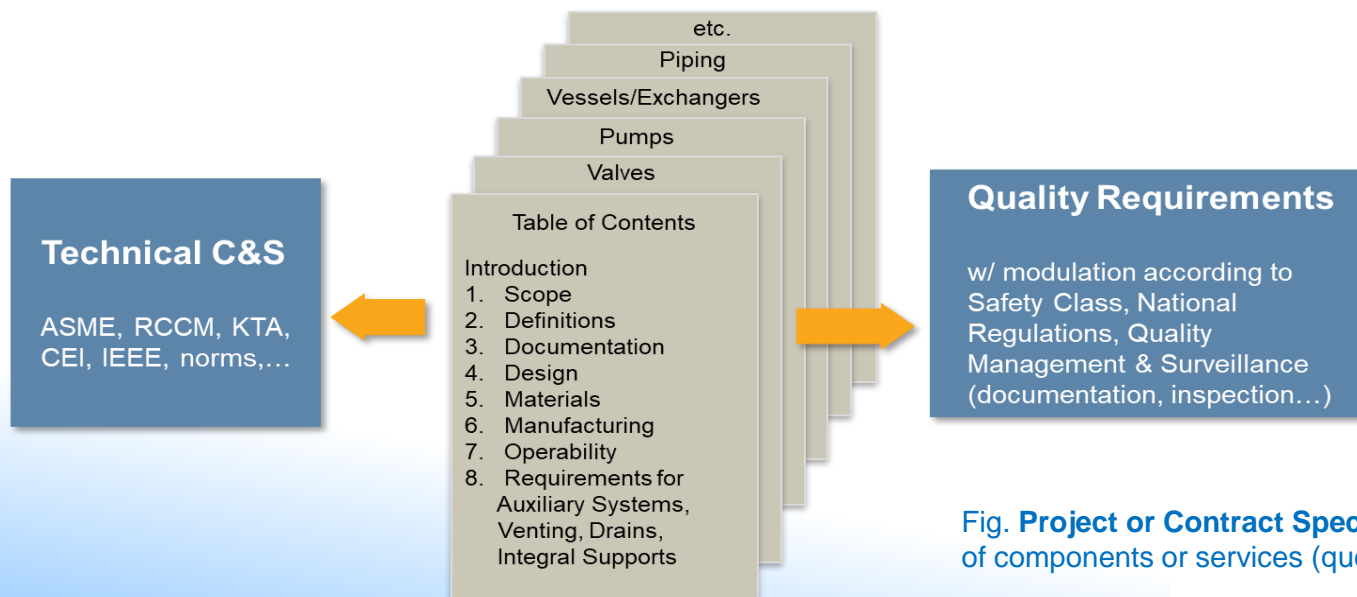 etc.
Piping
Vessels/Exchangers
Pumps
Valves
Table of Contents
Introduction
1. Scope
2. Definitions
3. Documentation
4. Design
5. Materials
6. Manufacturing
7. Operability
8. Requirements for
Auxiliary Systems,
Venting, Drains,
Integral Supports
Technical C&S
ASME, RCCM, KTA,
CEI, IEEE, norms,…
Quality Requirements
w/ modulation according to
Safety Class, National
Regulations, Quality
Management & Surveillance
(documentation, inspection…)
Fig. Project or Contract
of components or services